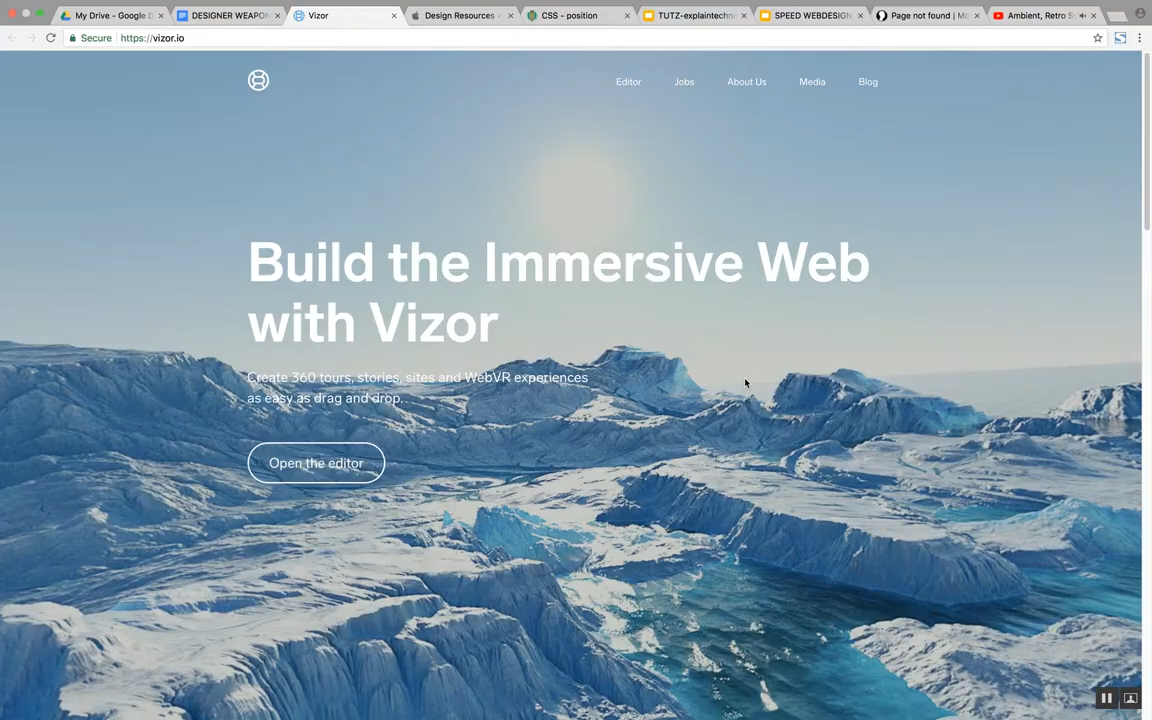 My Drive - Google D
DESIGNER WEAPON
Vizor
Design Resources -
CSS - position
TUTZ-explaintechni
SPEED WEBDESIGN
Page not found | Mo
Ambient, Retro S
Secure
https://vizor.io
Editor
Jobs
About Us
Media
Blog
Build the Immersive Web
with Vizor
Create 360 tours, stories, sites and WebVR experiences
as easy as drag and drop.
Open the editor